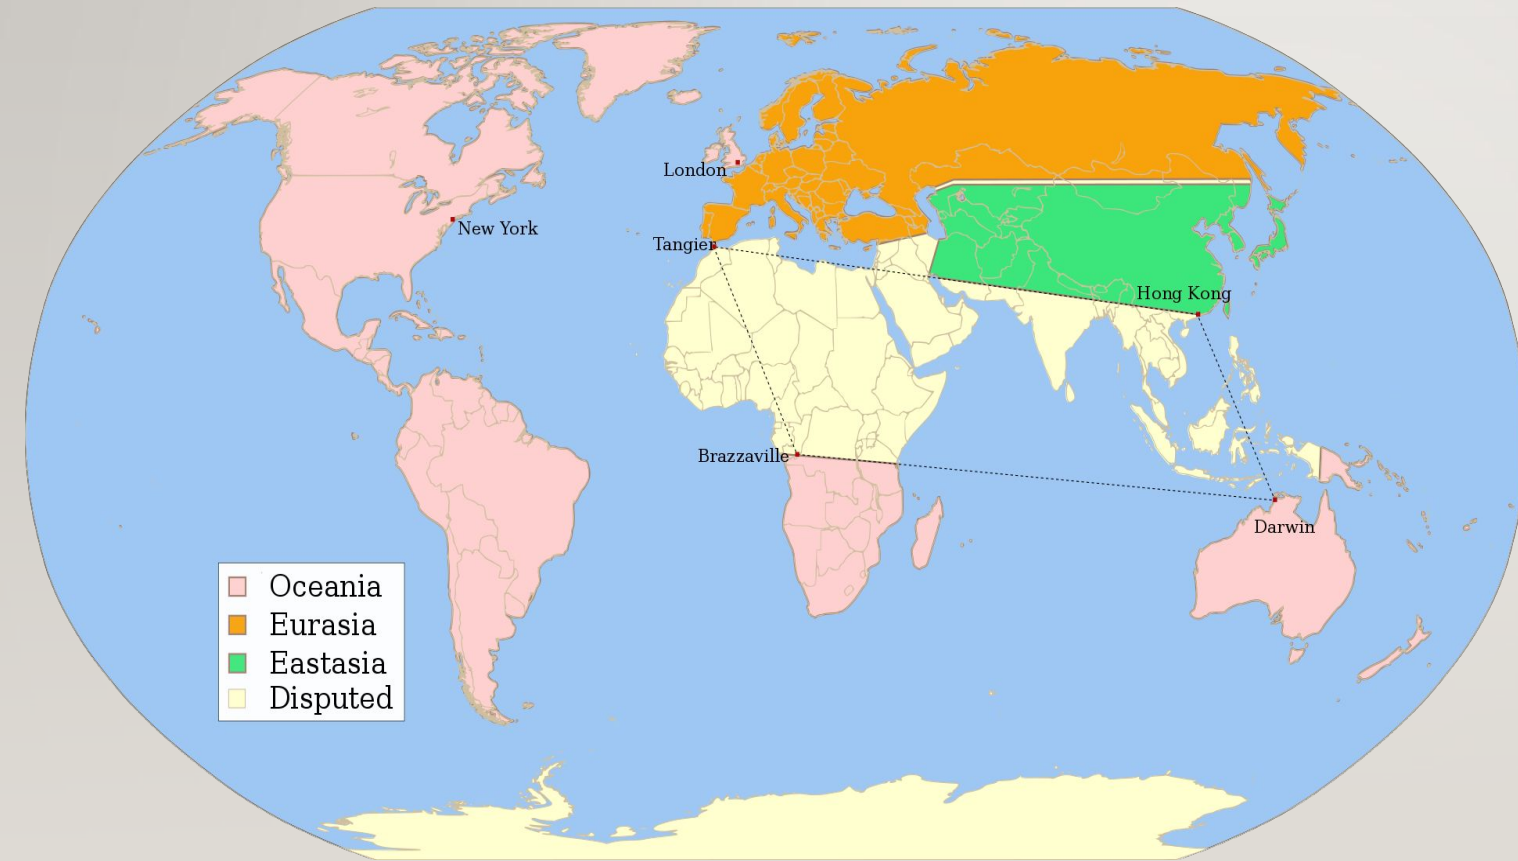 London
New York
Tangier
Hong Kong
Brazzaville
Darwin
Oceania
Eurasia
Eastasia
Disputed